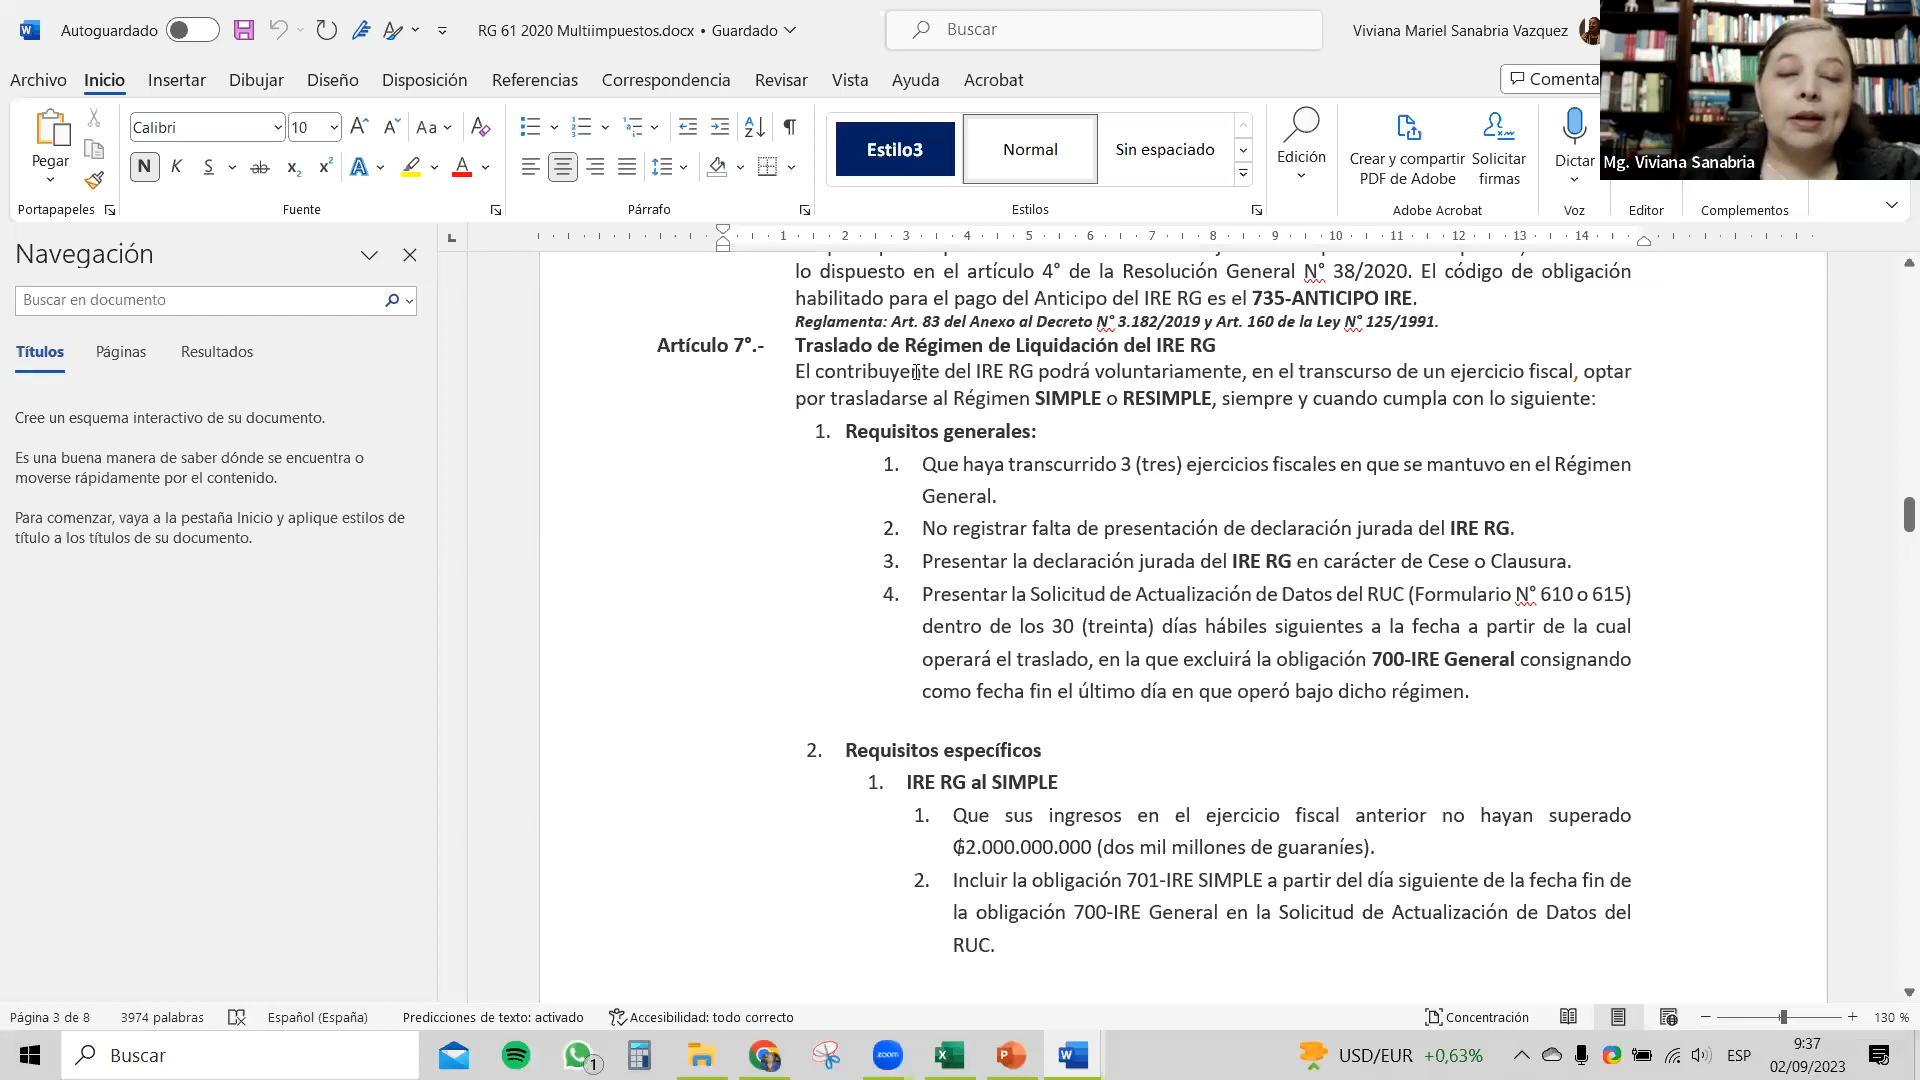 Autoguardado
RG 61 2020 Multiimpuestos.docx • Guardado
Buscar
Viviana Mariel Sanabria Vazquez
Archivo Inicio Insertar Dibujar Diseño Disposición Referencias Correspondencia Revisar Vista Ayuda Acrobat
Comenta
Mg. Viviana Sanabria
Pegar
Calibri 10
Estilo3 Normal Sin espaciado
Edición
Crear y compartir PDF de Adobe
Solicitar firmas
Dictar
Portapapeles Fuente Párrafo Estilos Adobe Acrobat Voz Editor Complementos
1 2 3 4 5 6 7 8 9 10 11 12 13 14
Navegación
Buscar en documento
Títulos Páginas Resultados
Cree un esquema interactivo de su documento.
Es una buena manera de saber dónde se encuentra o
moverse rápidamente por el contenido.
Para comenzar, vaya a la pestaña Inicio y aplique estilos de
título a los títulos de su documento.
lo dispuesto en el artículo 4° de la Resolución General N° 38/2020. El código de obligación
habilitado para el pago del Anticipo del IRE RG es el 735-ANTICIPO IRE.
Reglamenta: Art. 83 del Anexo al Decreto N° 3.182/2019 y Art. 160 de la Ley N° 125/1991.
Artículo 7°.- Traslado de Régimen de Liquidación del IRE RG
El contribuyente del IRE RG podrá voluntariamente, en el transcurso de un ejercicio fiscal, optar
por trasladarse al Régimen SIMPLE o RESIMPLE, siempre y cuando cumpla con lo siguiente:
1. Requisitos generales:
1. Que haya transcurrido 3 (tres) ejercicios fiscales en que se mantuvo en el Régimen
General.
2. No registrar falta de presentación de declaración jurada del IRE RG.
3. Presentar la declaración jurada del IRE RG en carácter de Cese o Clausura.
4. Presentar la Solicitud de Actualización de Datos del RUC (Formulario N° 610 o 615)
dentro de los 30 (treinta) días hábiles siguientes a la fecha a partir de la cual
operará el traslado, en la que excluirá la obligación 700-IRE General consignando
como fecha fin el último día en que operó bajo dicho régimen.
2. Requisitos específicos
1. IRE RG al SIMPLE
1. Que sus ingresos en el ejercicio fiscal anterior no hayan superado
₲2.000.000.000 (dos mil millones de guaraníes).
2. Incluir la obligación 701-IRE SIMPLE a partir del día siguiente de la fecha fin de
la obligación 700-IRE General en la Solicitud de Actualización de Datos del
RUC.
Página 3 de 8 3974 palabras Español (España) Predicciones de texto: activado Accesibilidad: todo correcto Concentración 130 %
Buscar
zoom
1
USD/EUR +0,63% ESP
9:37
02/09/2023